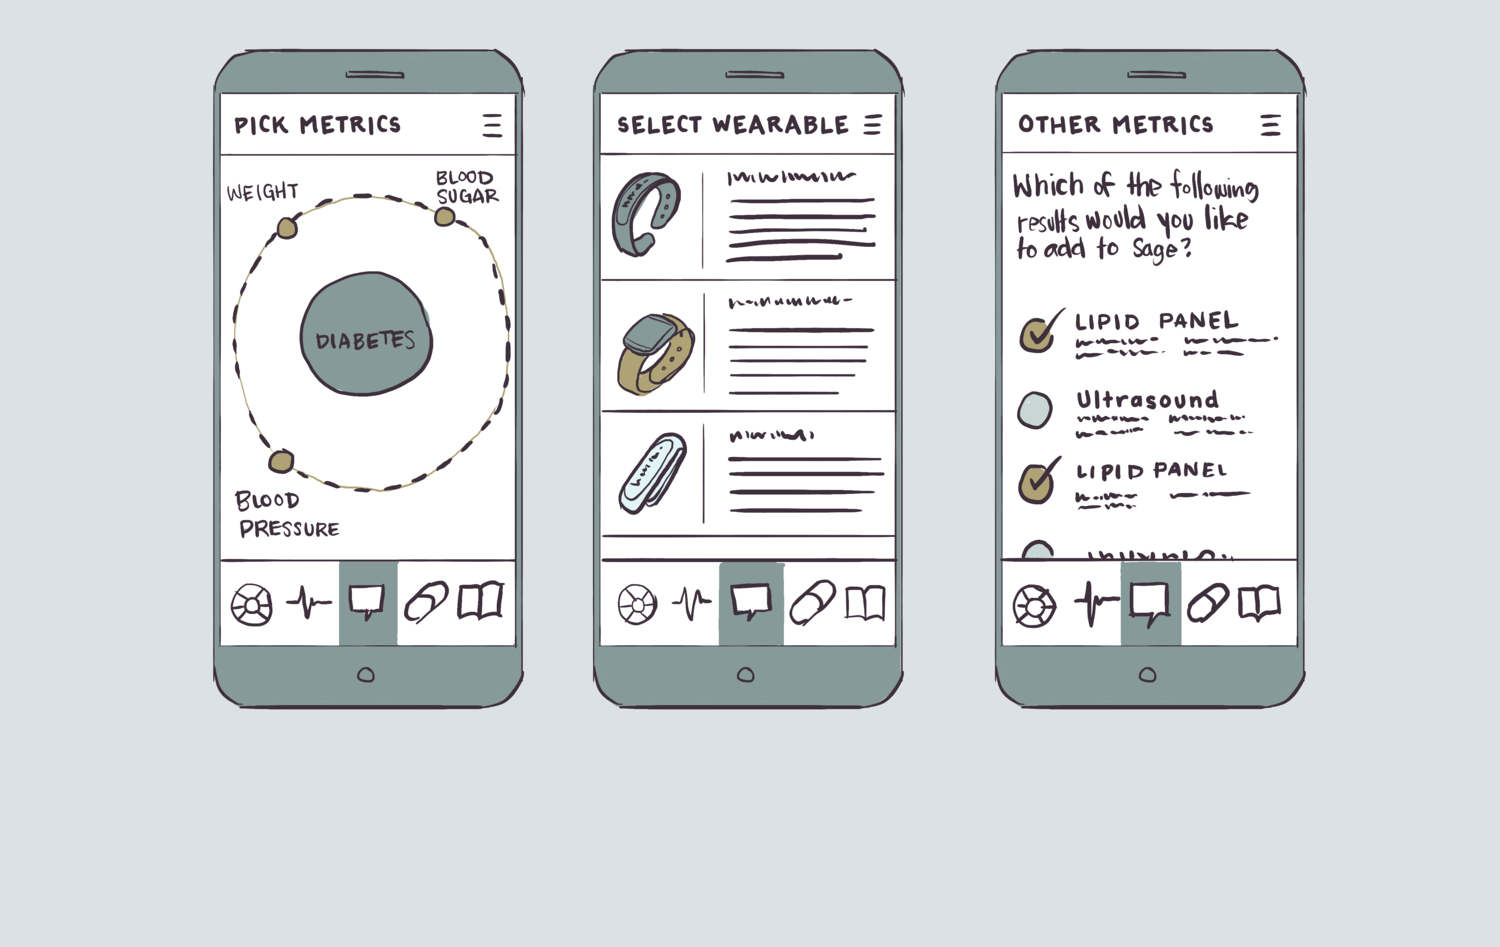 PICK METRICS
WEIGHT
BLOOD
SUGAR
DIABETES
BLOOD
PRESSURE
SELECT WEARABLE
OTHER METRICS
Which of the following
results would you like
to add to Sage?
LIPID PANEL
Ultrasound
LIPID PANEL